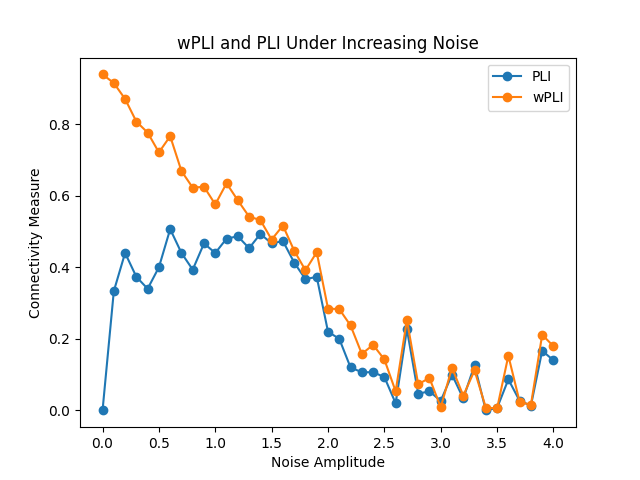 wPLI and PLI Under Increasing Noise
PLI
wPLI
Connectivity Measure
0.8
0.6
0.4
0.2
0.0
0.0 0.5 1.0 1.5 2.0 2.5 3.0 3.5 4.0
Noise Amplitude